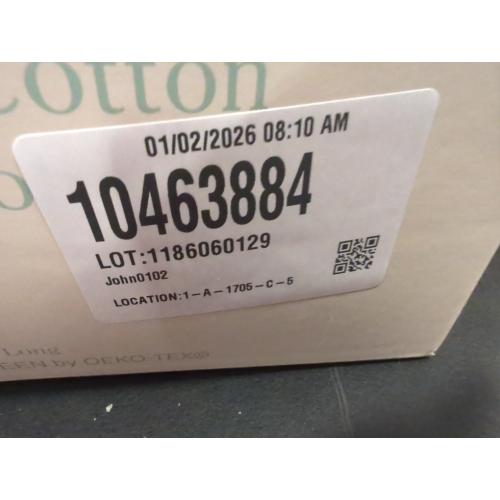 Cotton
01/02/2026 08:10 AM
10463884
LOT:1186060129
John0102
LOCATION:1-A-1705-C-5
Long
by OEKO-TEX®